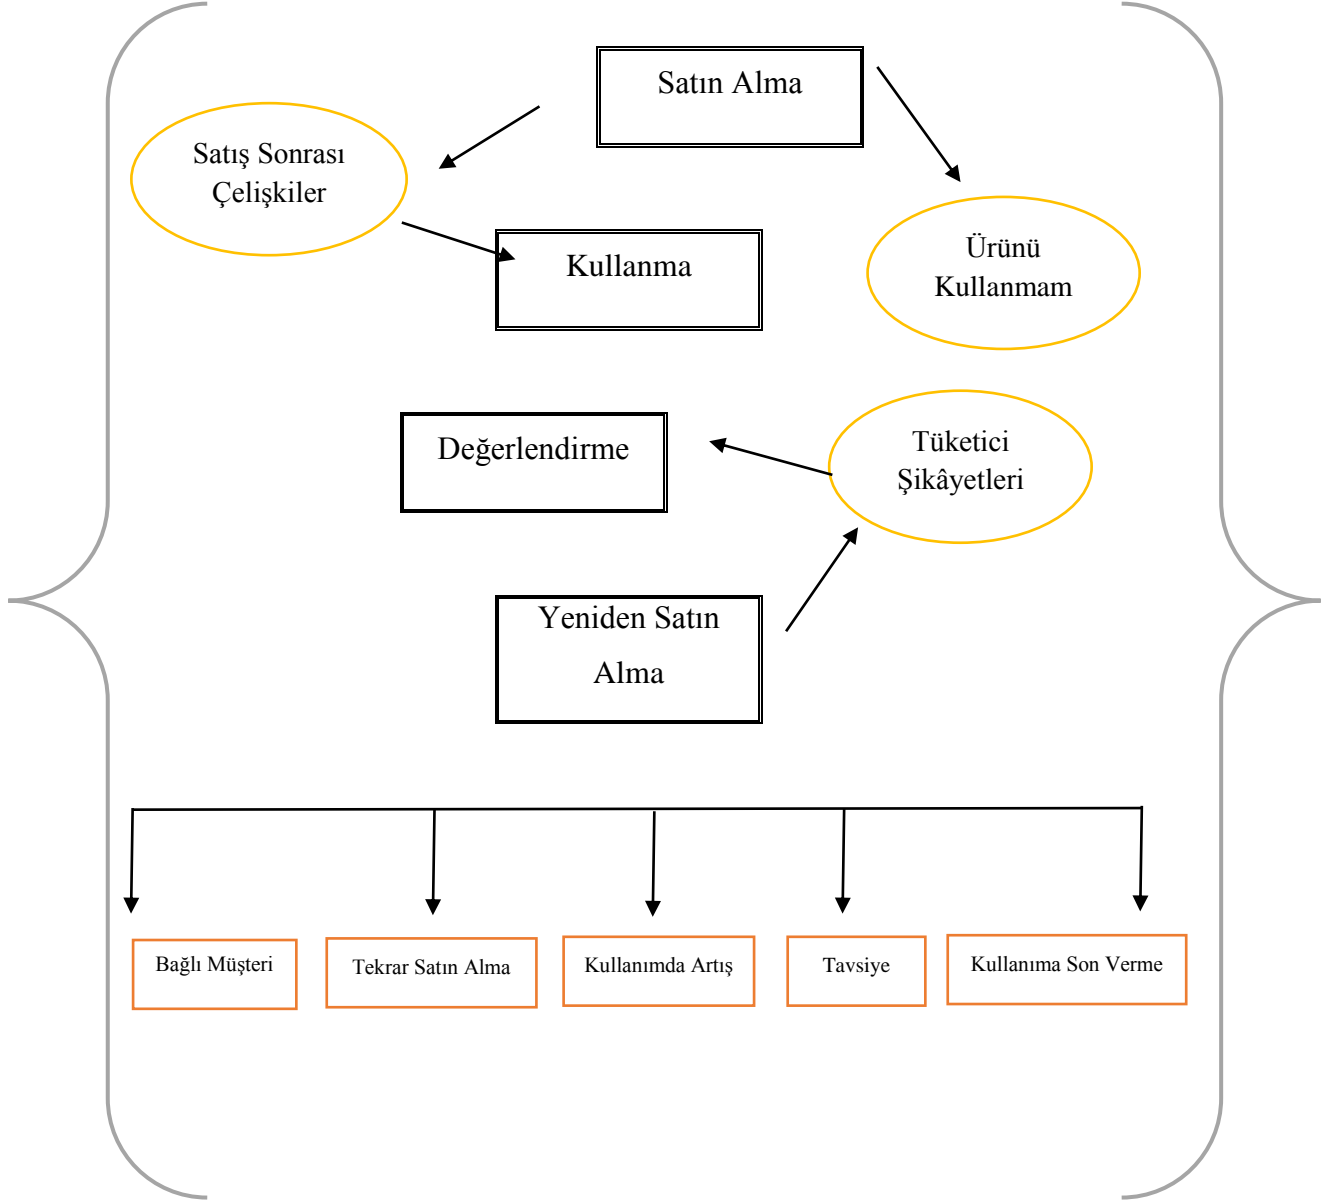 Satın Alma
Satış Sonrası
Çelişkiler
Ürünü
Kullanmam
Kullanma
Değerlendirme
Tüketici
Şikâyetleri
Yeniden Satın
Alma
Bağlı Müşteri
Tekrar Satın Alma
Kullanımda Artış
Tavsiye
Kullanıma Son Verme